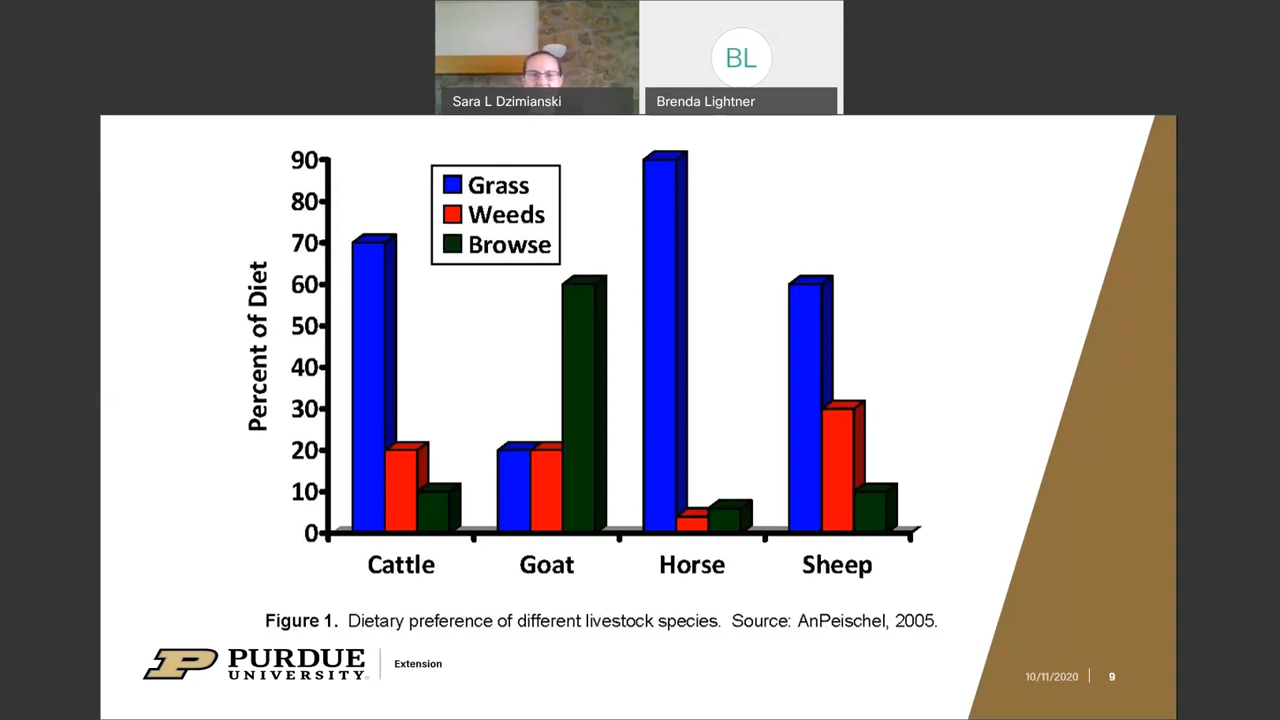 BL
Sara L Dzimianski
Brenda Lightner
90
80
70
60
50
40
30
20
10
0
Percent of Diet
Grass
Weeds
Browse
Cattle Goat Horse Sheep
Figure 1. Dietary preference of different livestock species. Source: AnPeischel, 2005.
P PURDUE UNIVERSITY® Extension
10/11/2020 9